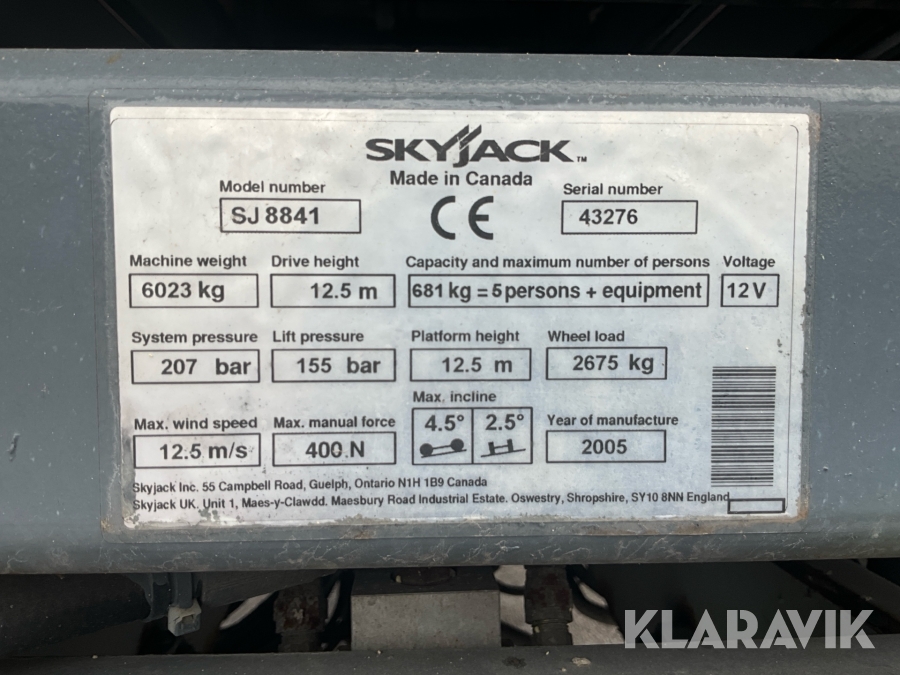 SKYJACK™
Made in Canada
Model number
SJ 8841
CE
Serial number
43276
Machine weight Drive height Capacity and maximum number of persons Voltage
6023 kg 12.5 m 681 kg = 5 persons + equipment 12 V
System pressure Lift pressure Platform height Wheel load
207 bar 155 bar 12.5 m 2675 kg
Max. wind speed Max. manual force Max. incline Year of manufacture
12.5 m/s 400 N 4.5° 2.5° 2005
Skyjack Inc. 55 Campbell Road, Guelph, Ontario N1H 1B9 Canada
Skyjack UK. Unit 1, Maes-y-Clawdd. Maesbury Road Industrial Estate. Oswestry, Shropshire, SY10 8NN England
KLARAVIK